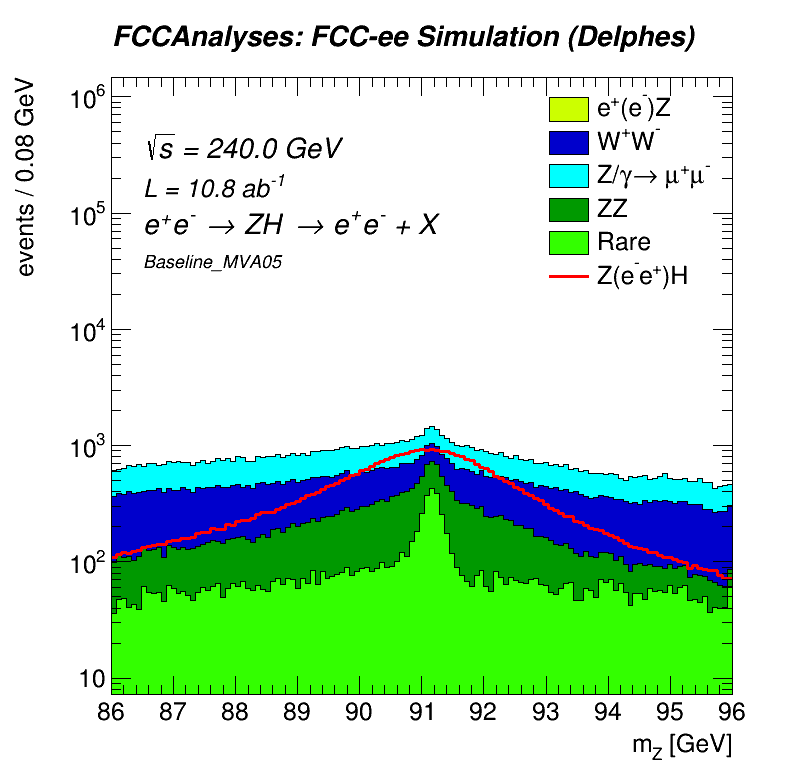 FCCAnalyses: FCC-ee Simulation (Delphes)
events / 0.08 GeV
10⁶
10⁵
10⁴
10³
10²
10
√s = 240.0 GeV
L = 10.8 ab⁻¹
e⁺e⁻ → ZH → e⁺e⁻ + X
Baseline_MVA05
e⁺(e⁻)Z
W⁺W⁻
Z/γ→ μ⁺μ⁻
ZZ
Rare
Z(e⁻e⁺)H
86 87 88 89 90 91 92 93 94 95 96
m_Z [GeV]